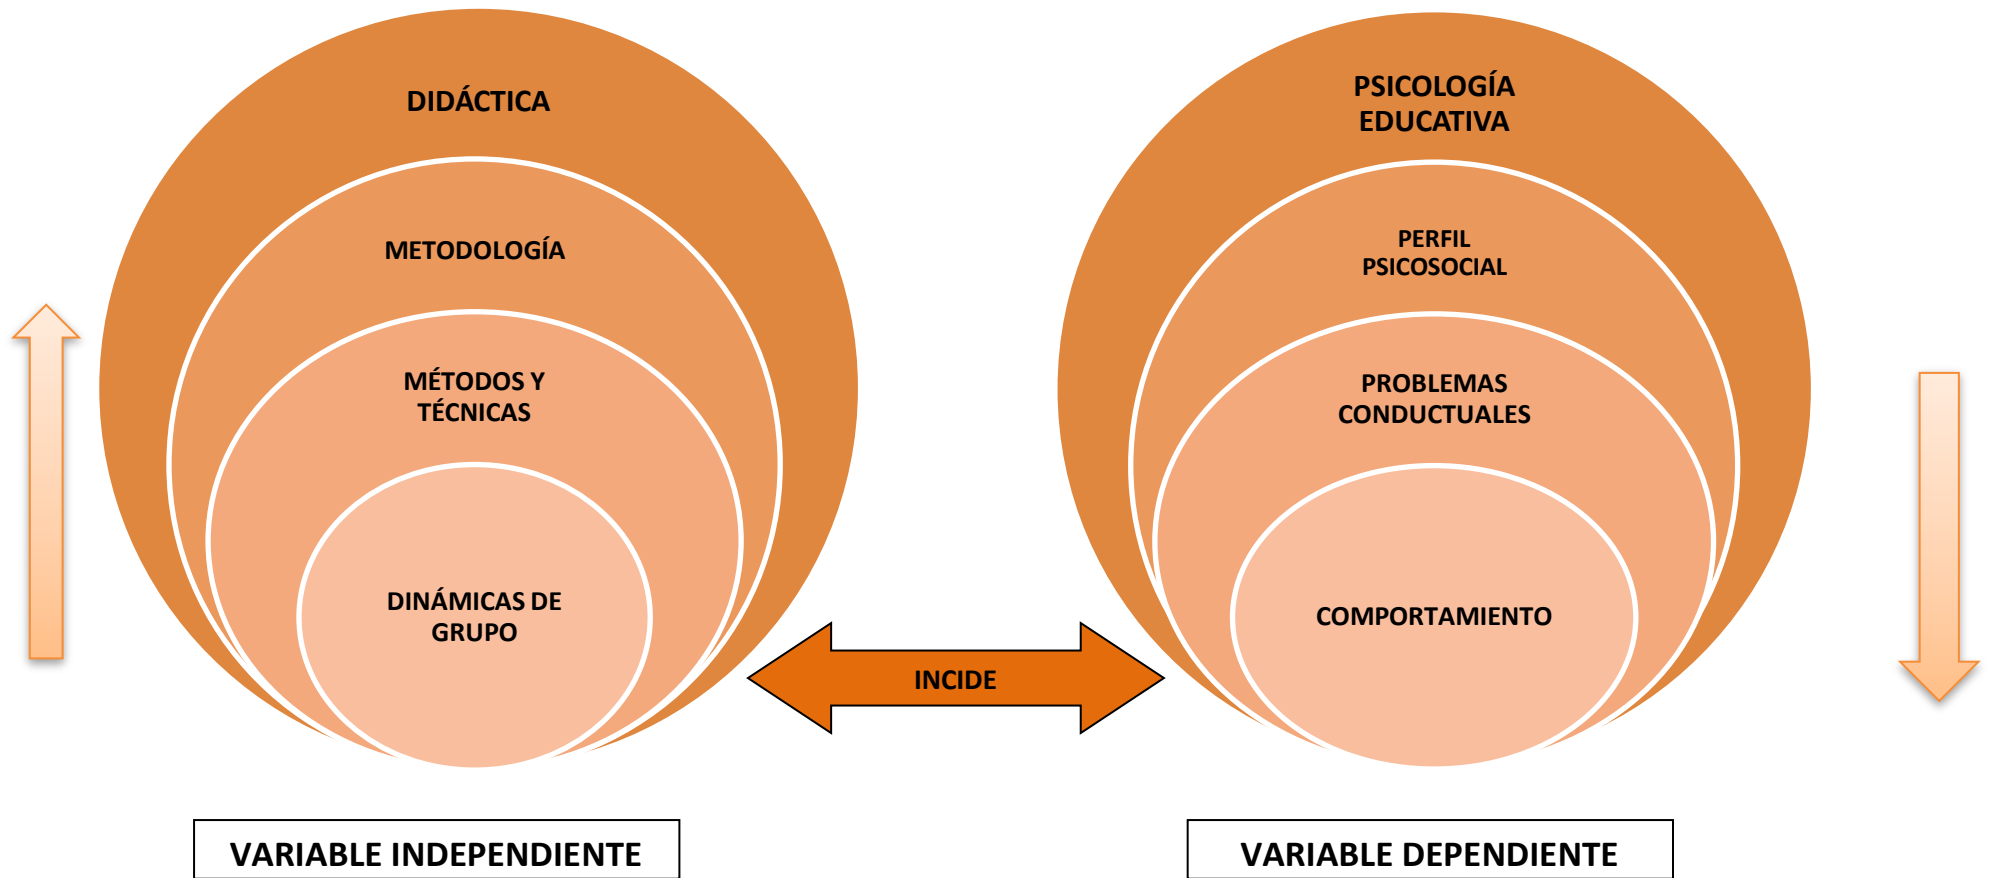 DIDÁCTICA
METODOLOGÍA
MÉTODOS Y
TÉCNICAS
DINÁMICAS DE
GRUPO
INCIDE
PSICOLOGÍA
EDUCATIVA
PERFIL
PSICOSOCIAL
PROBLEMAS
CONDUCTUALES
COMPORTAMIENTO
VARIABLE INDEPENDIENTE
VARIABLE DEPENDIENTE